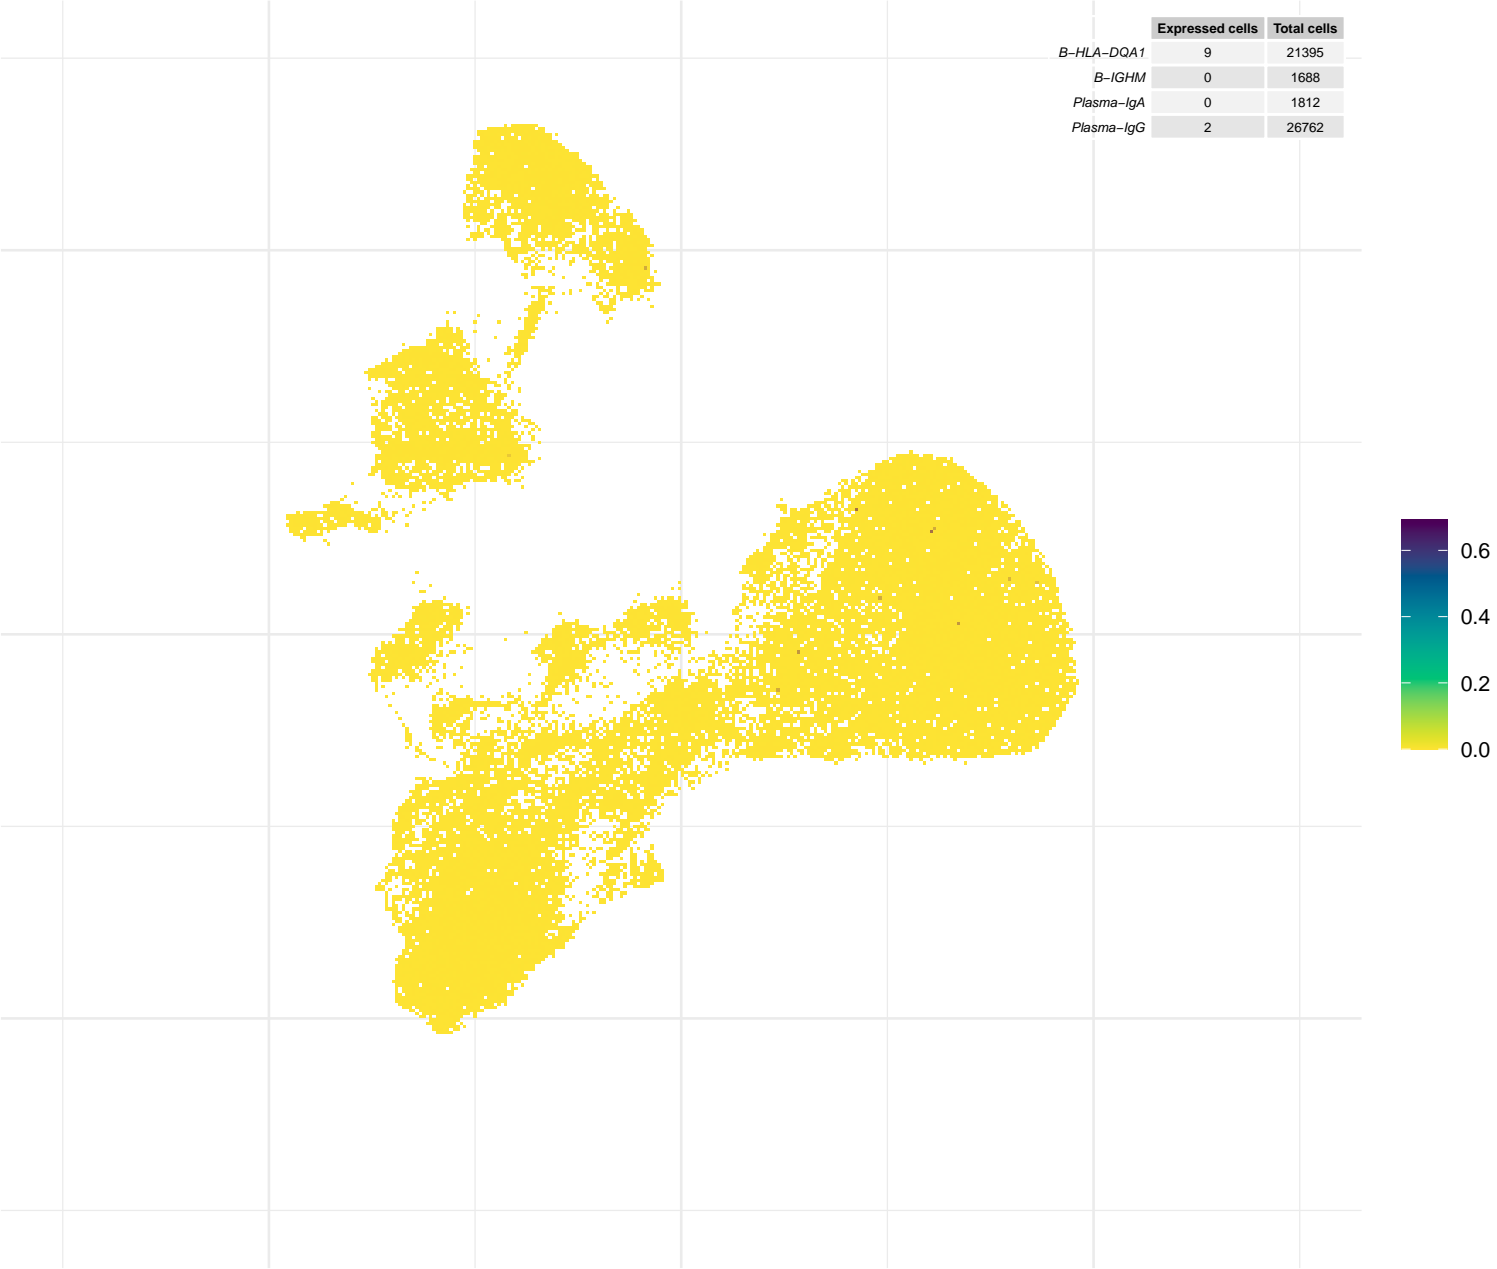 Expressed cells Total cells
B−HLA−DQA1 9 21395
B−IGHM 0 1688
Plasma−IgA 0 1812
Plasma−IgG 2 26762
0.6
0.4
0.2
0.0